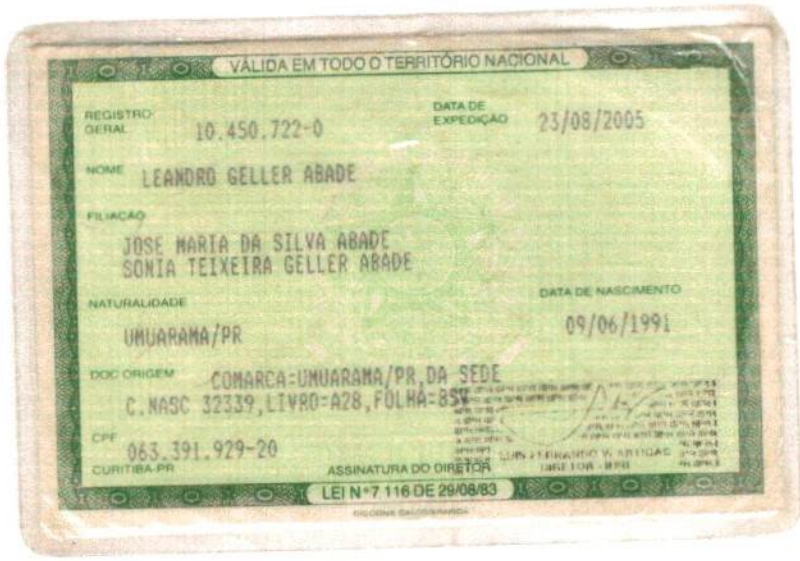 VÁLIDA EM TODO O TERRITÓRIO NACIONAL
REGISTRO GERAL 10.450.722-0 DATA DE EXPEDIÇÃO 23/08/2005
NOME LEANDRO GELLER ABADE
FILIAÇÃO
JOSE MARIA DA SILVA ABADE
SONIA TEIXEIRA GELLER ABADE
NATURALIDADE DATA DE NASCIMENTO
UMUARAMA/PR 09/06/1991
DOC ORIGEM COMARCA=UMUARAMA/PR,DA SEDE
C.NASC 32339,LIVRO=A28,FOLHA=
CPF 063.391.929-20
CURITIBA-PR ASSINATURA DO DIRETOR
LEI Nº 7.116 DE 29/08/83